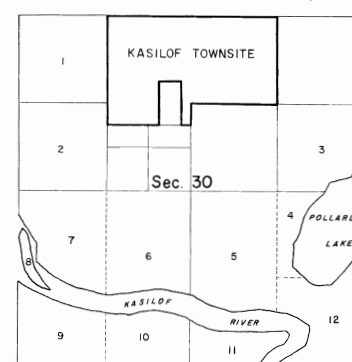 KASILOF TOWNSITE
1
2
3
Sec. 30
4
POLLARD
LAKE
7
6
5
8
KASILOF
RIVER
12
9
10
11